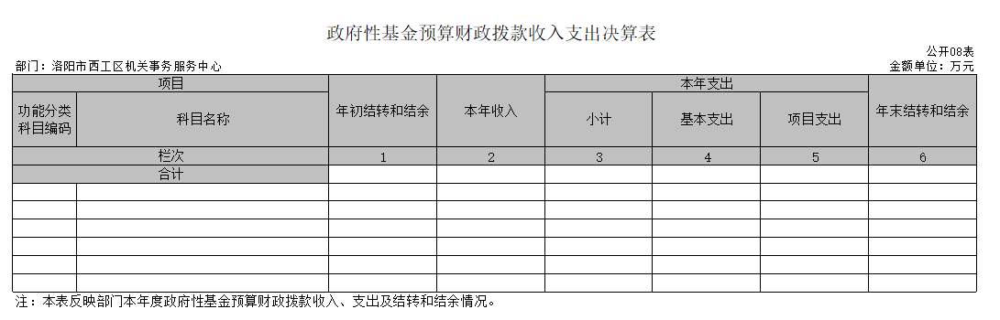 政府性基金预算财政拨款收入支出决算表
公开08表
部门：洛阳市西工区机关事务服务中心 金额单位：万元
项目 年初结转和结余 本年收入 本年支出 年末结转和结余
功能分类科目编码 科目名称 小计 基本支出 项目支出
栏次 1 2 3 4 5 6
合计
注：本表反映部门本年度政府性基金预算财政拨款收入、支出及结转和结余情况。